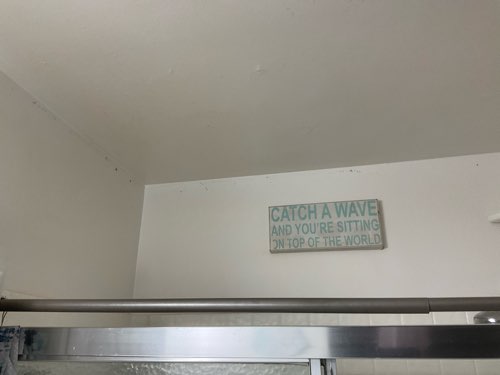 CATCH A WAVE
AND YOU'RE SITTING
ON TOP OF THE WORLD